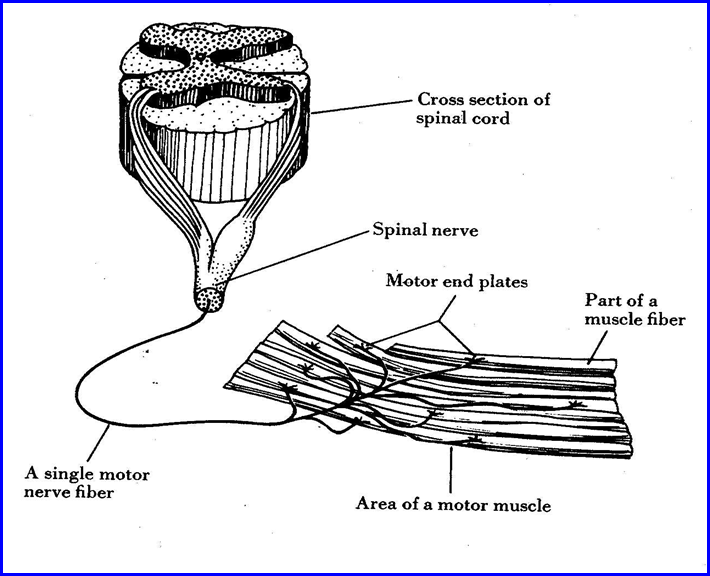 Cross section of
spinal cord
Spinal nerve
Motor end plates
Part of a
muscle fiber
A single motor
nerve fiber
Area of a motor muscle